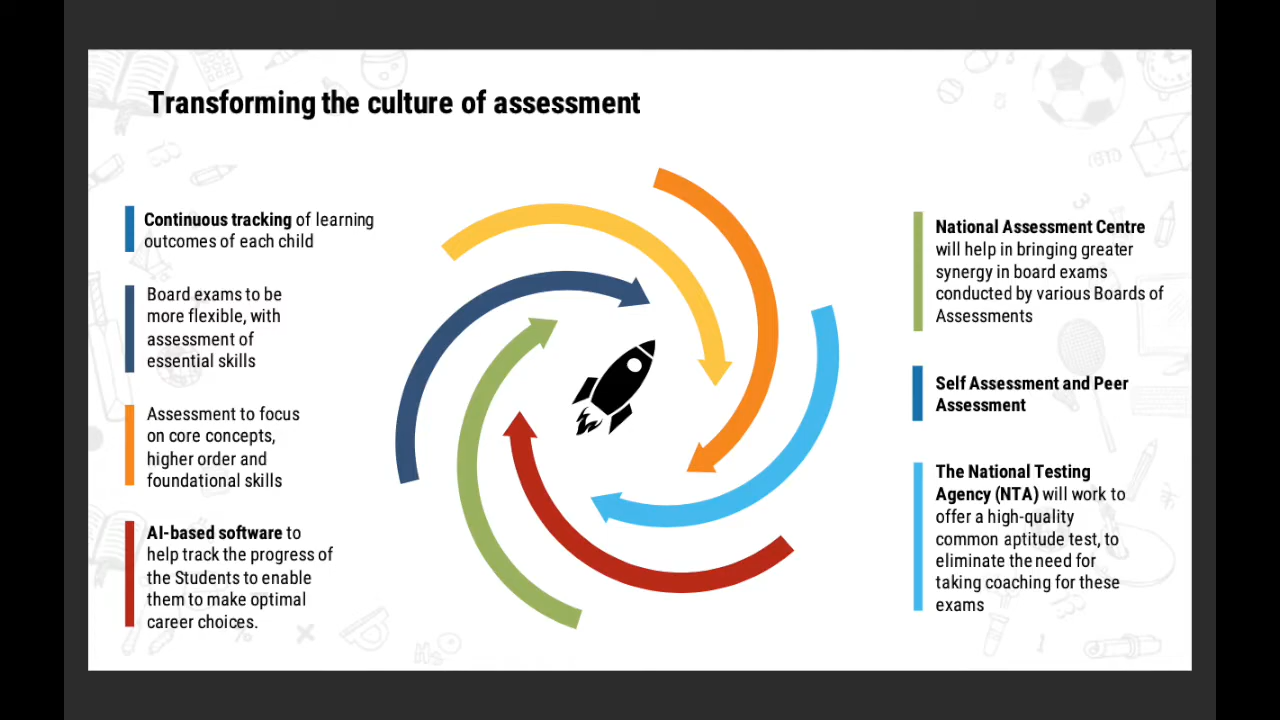 Transforming the culture of assessment
Continuous tracking of learning
outcomes of each child
Board exams to be
more flexible, with
assessment of
essential skills
Assessment to focus
on core concepts,
higher order and
foundational skills
AI-based software to
help track the progress of
the Students to enable
them to make optimal
career choices.
National Assessment Centre
will help in bringing greater
synergy in board exams
conducted by various Boards of
Assessments
Self Assessment and Peer
Assessment
The National Testing
Agency (NTA) will work to
offer a high-quality
common aptitude test, to
eliminate the need for
taking coaching for these
exams